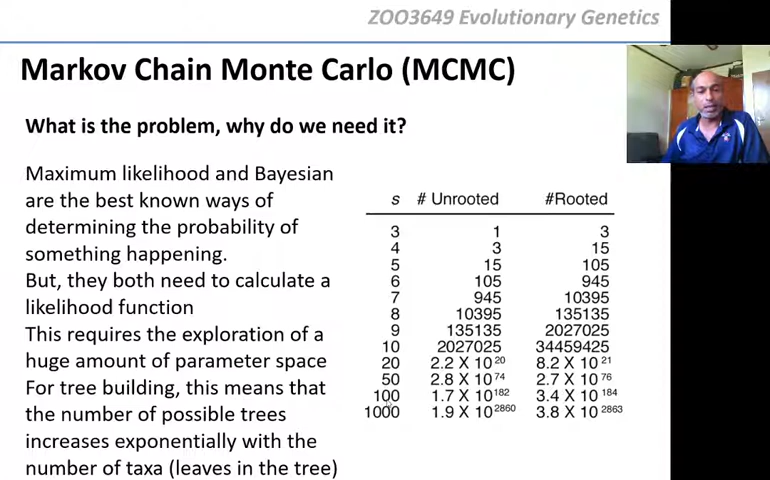 ZOO3649 Evolutionary Genetics
Markov Chain Monte Carlo (MCMC)
What is the problem, why do we need it?
Maximum likelihood and Bayesian
are the best known ways of
determining the probability of
something happening.
But, they both need to calculate a
likelihood function
This requires the exploration of a
huge amount of parameter space
For tree building, this means that
the number of possible trees
increases exponentially with the
number of taxa (leaves in the tree)
s # Unrooted #Rooted
3 1 3
4 3 15
5 15 105
6 105 945
7 945 10395
8 10395 135135
9 135135 2027025
10 2027025 34459425
20 2.2 X 10^20 8.2 X 10^21
50 2.8 X 10^74 2.7 X 10^76
100 1.7 X 10^182 3.4 X 10^184
1000 1.9 X 10^2860 3.8 X 10^2863